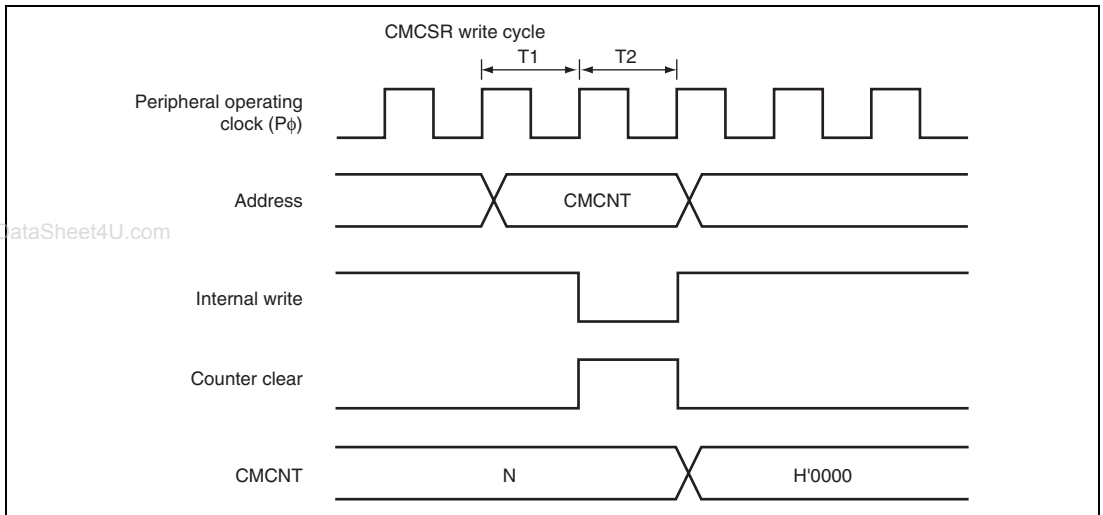 CMCSR write cycle
T1 T2
Peripheral operating
clock (Pϕ)
Address
CMCNT
DataSheet4U.com
Internal write
Counter clear
CMCNT
N
H'0000